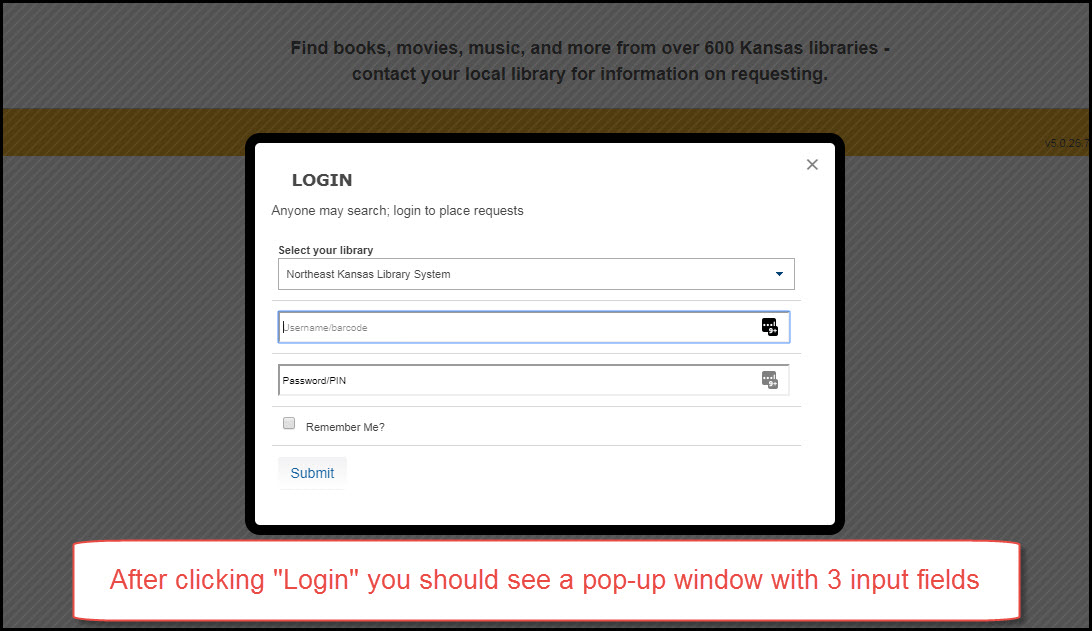 Find books, movies, music, and more from over 600 Kansas libraries -
contact your local library for information on requesting.
v5.0.26.7
LOGIN
Anyone may search; login to place requests
Select your library
Northeast Kansas Library System
Username/barcode
Password/PIN
Remember Me?
Submit
After clicking "Login" you should see a pop-up window with 3 input fields